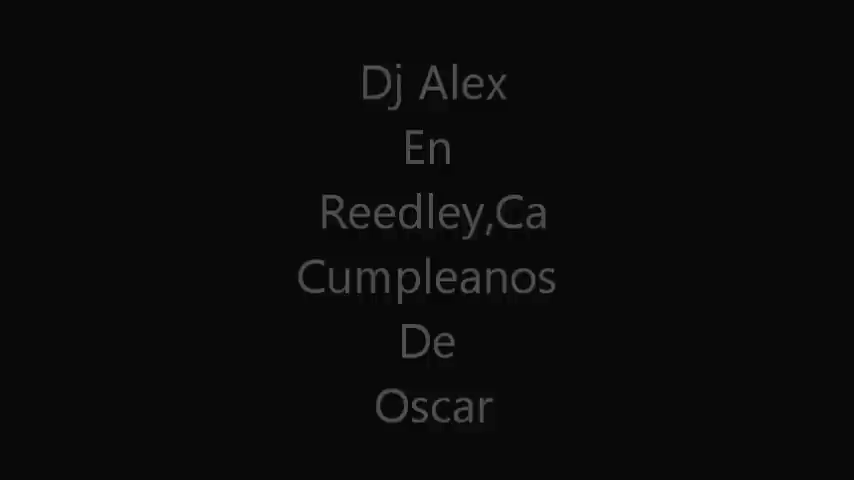 Dj Alex
En
Reedley,Ca
Cumpleanos
De
Oscar